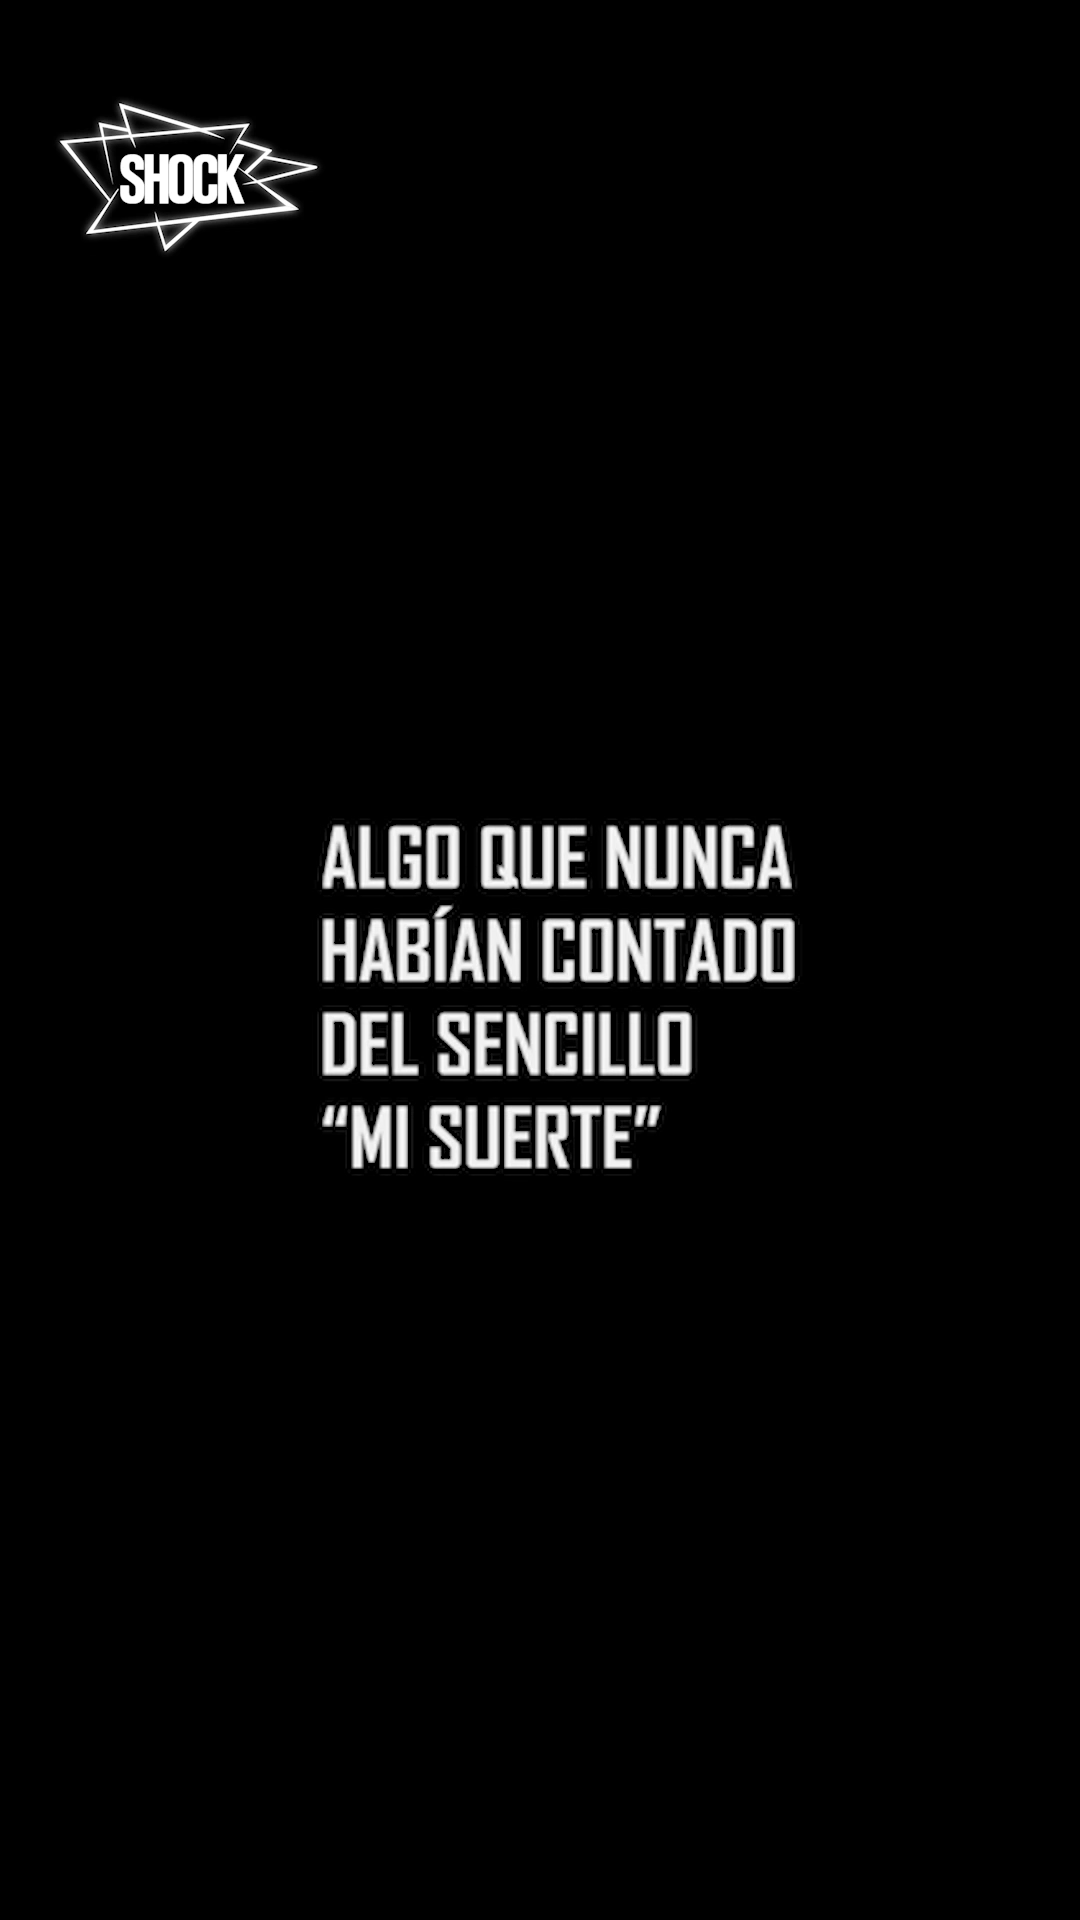 SHOCK
ALGO QUE NUNCA
HABÍAN CONTADO
DEL SENCILLO
“MI SUERTE”